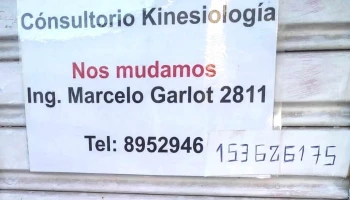 Cónsultorio Kinesiología
Nos mudamos
Ing. Marcelo Garlot 2811
Tel: 8952946 153626175